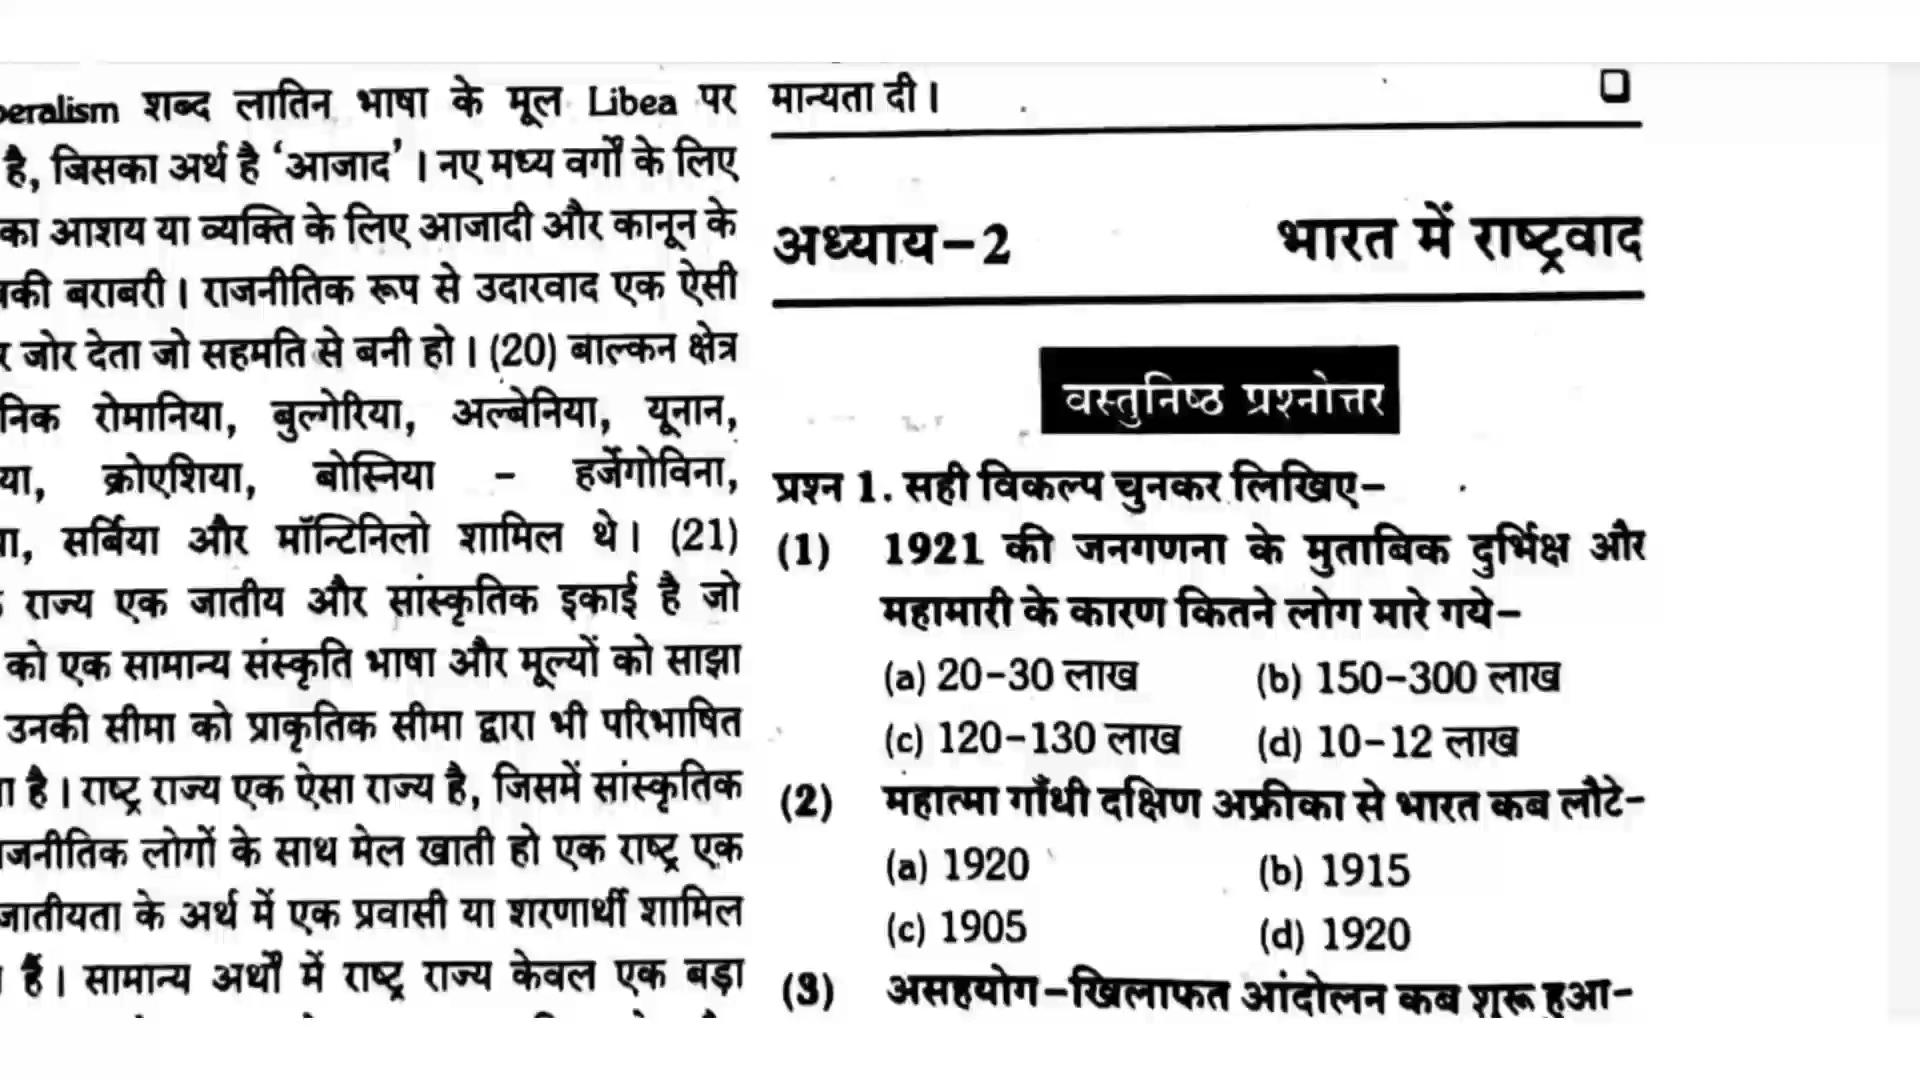 शब्द लातिन भाषा के मूल Libea पर
है, जिसका अर्थ है ‘आजाद’ । नए मध्य वर्गों के लिए
का आशय या व्यक्ति के लिए आजादी और कानून के
बराबरी । राजनीतिक रूप से उदारवाद एक ऐसी
जोर देता जो सहमति से बनी हो । (20) बाल्कन क्षेत्र
रोमानिया, बुल्गेरिया, अल्बेनिया, यूनान,
क्रोएशिया, बोस्निया – हर्जेगोविना,
सर्बिया और मॉन्टिनिलो शामिल थे। (21)
राज्य एक जातीय और सांस्कृतिक इकाई है जो
को एक सामान्य संस्कृति भाषा और मूल्यों को साझा
उनकी सीमा को प्राकृतिक सीमा द्वारा भी परिभाषित
है । राष्ट्र राज्य एक ऐसा राज्य है, जिसमें सांस्कृतिक
लोगों के साथ मेल खाती हो एक राष्ट्र एक
जातीयता के अर्थ में एक प्रवासी या शरणार्थी शामिल
हैं। सामान्य अर्थों में राष्ट्र राज्य केवल एक बड़ा
मान्यता दी ।
अध्याय–2 भारत में राष्ट्रवाद
वस्तुनिष्ठ प्रश्नोत्तर
प्रश्न 1. सही विकल्प चुनकर लिखिए–
(1) 1921 की जनगणना के मुताबिक दुर्भिक्ष और
महामारी के कारण कितने लोग मारे गये–
(a) 20–30 लाख (b) 150–300 लाख
(c) 120–130 लाख (d) 10–12 लाख
(2) महात्मा गाँधी दक्षिण अफ्रीका से भारत कब लौटे–
(a) 1920 (b) 1915
(c) 1905 (d) 1920
(3) असहयोग–खिलाफत आंदोलन कब शुरू हुआ–